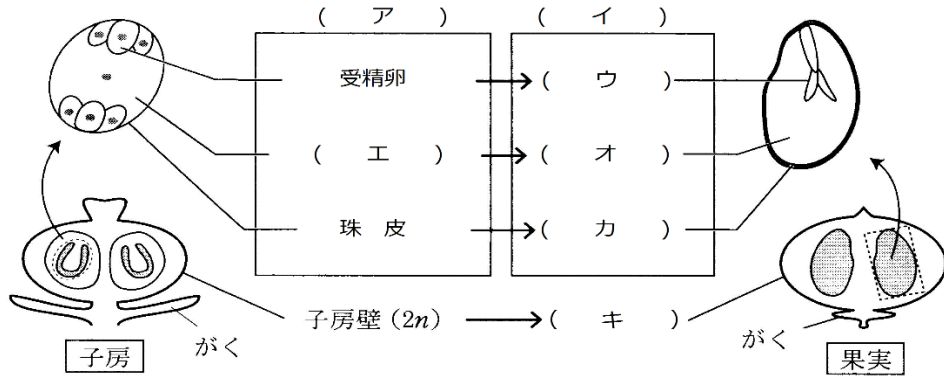 ( ア ) ( イ )
受精卵 → ( ウ )
( エ ) → ( オ )
珠 皮 → ( カ )
子房壁 (2n) → ( キ )
がく がく
子房 果実